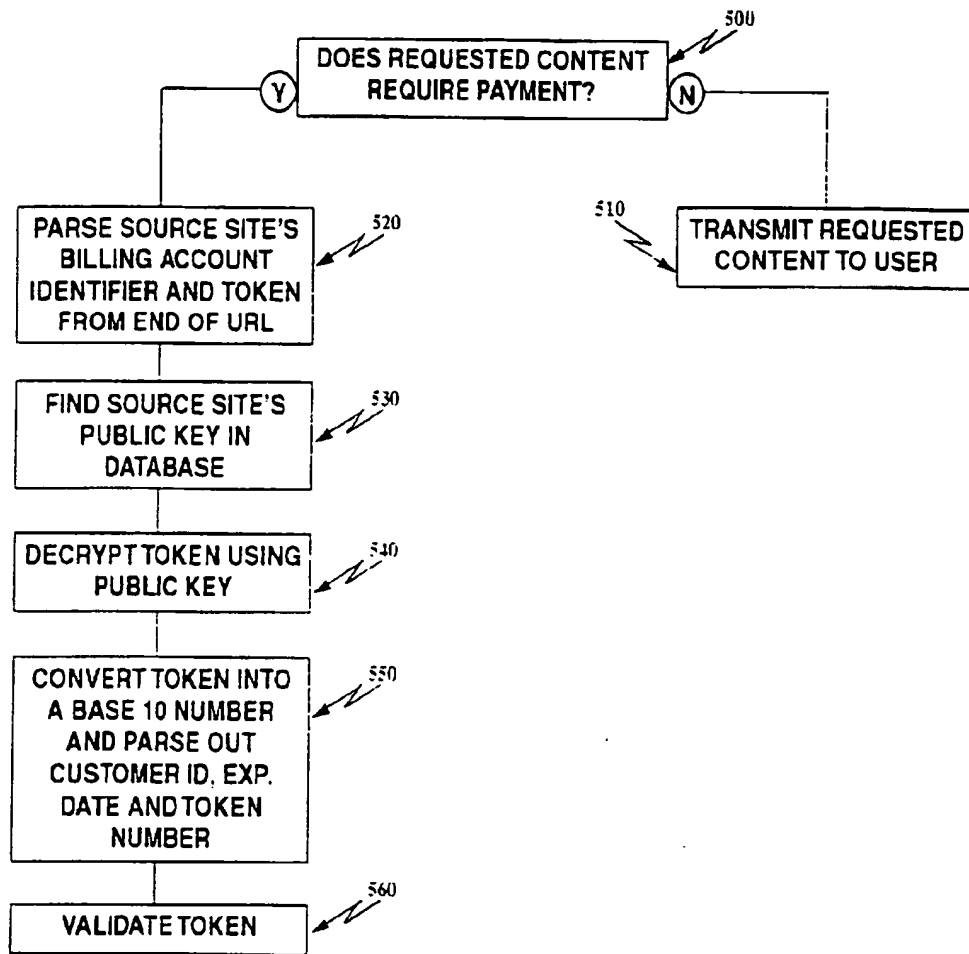 500
DOES REQUESTED CONTENT
REQUIRE PAYMENT?
Y
N
PARSE SOURCE SITE'S
BILLING ACCOUNT
IDENTIFIER AND TOKEN
FROM END OF URL
520
510
TRANSMIT REQUESTED
CONTENT TO USER
FIND SOURCE SITE'S
PUBLIC KEY IN
DATABASE
530
DECRYPT TOKEN USING
PUBLIC KEY
540
CONVERT TOKEN INTO
A BASE 10 NUMBER
AND PARSE OUT
CUSTOMER ID, EXP.
DATE AND TOKEN
NUMBER
550
VALIDATE TOKEN
560